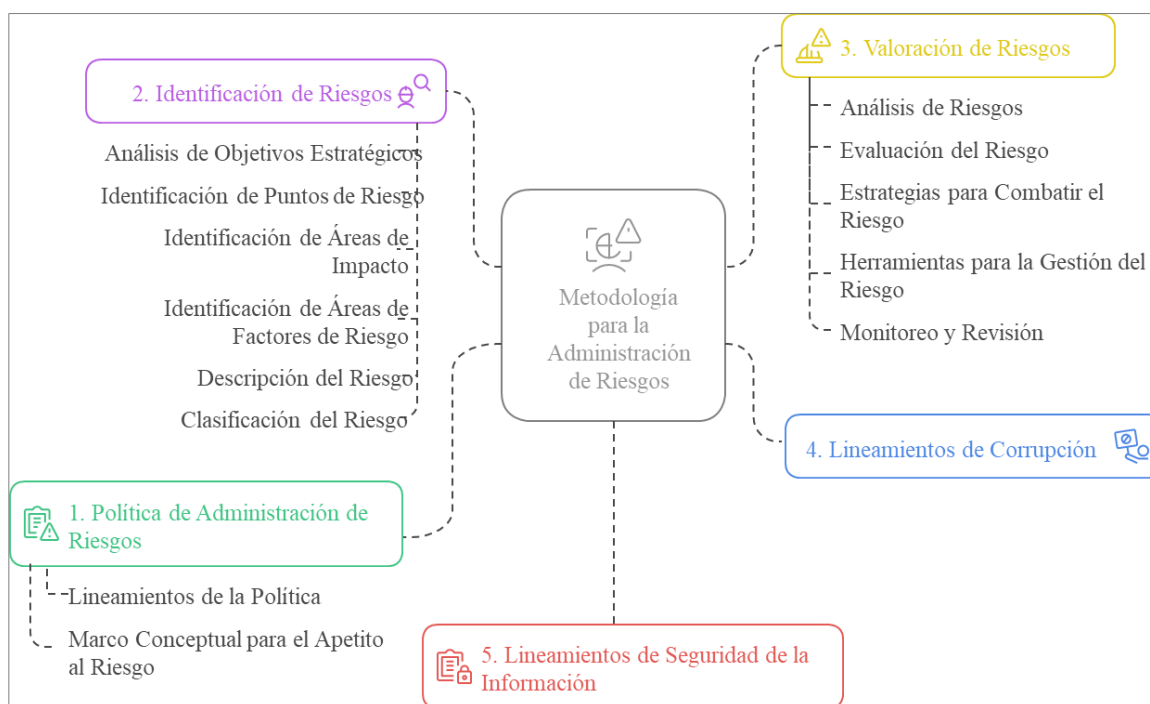 2. Identificación de Riesgos
Análisis de Objetivos Estratégicos
Identificación de Puntos de Riesgo
Identificación de Áreas de
Impacto
Identificación de Áreas de
Factores de Riesgo
Descripción del Riesgo
Clasificación del Riesgo
1. Política de Administración de
Riesgos
Lineamientos de la Política
Marco Conceptual para el Apetito
al Riesgo
Metodología
para la
Administración
de Riesgos
3. Valoración de Riesgos
Análisis de Riesgos
Evaluación del Riesgo
Estrategias para Combatir el
Riesgo
Herramientas para la Gestión del
Riesgo
Monitoreo y Revisión
4. Lineamientos de Corrupción
5. Lineamientos de Seguridad de la
Información